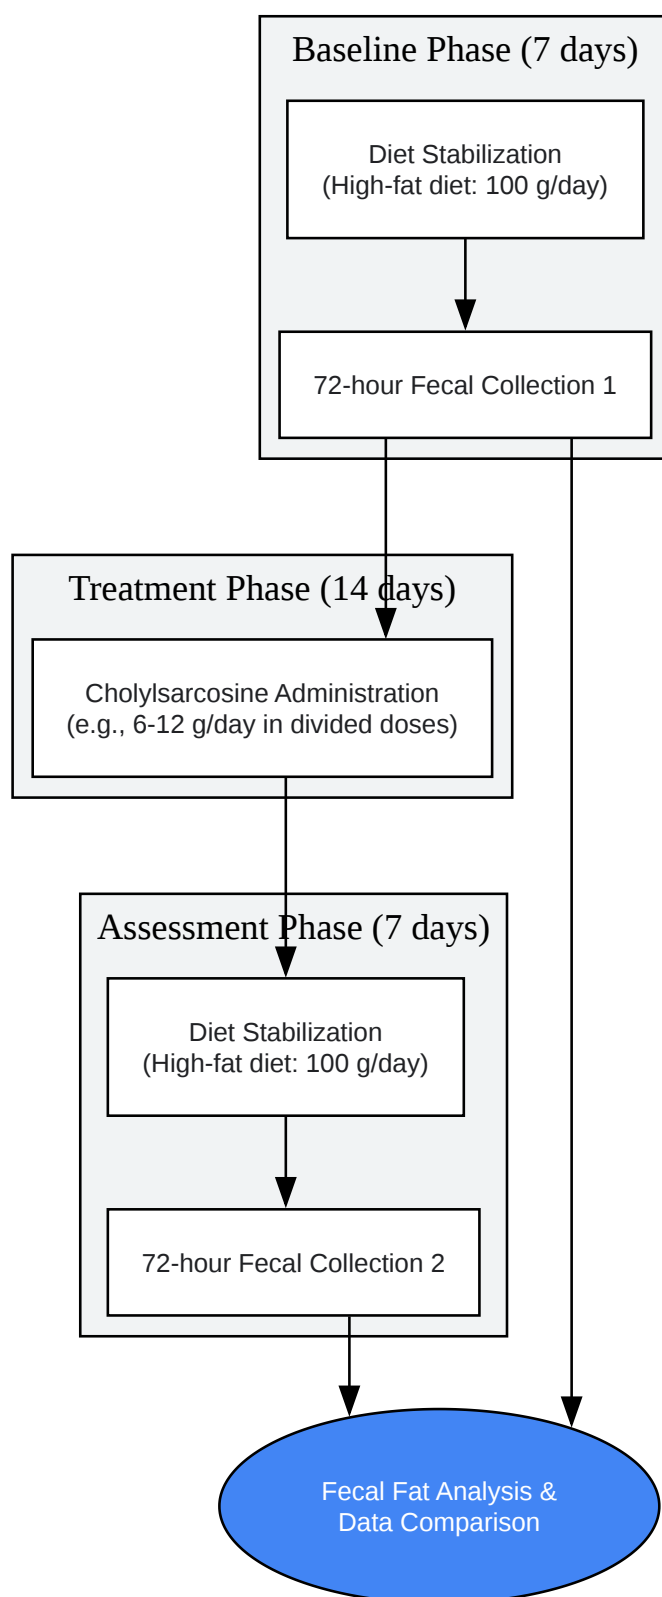 Baseline Phase (7 days)
Diet Stabilization
(High-fat diet: 100 g/day)
72-hour Fecal Collection 1
Treatment Phase (14 days)
Cholylsarcosine Administration
(e.g., 6-12 g/day in divided doses)
Assessment Phase (7 days)
Diet Stabilization
(High-fat diet: 100 g/day)
72-hour Fecal Collection 2
Fecal Fat Analysis &
Data Comparison